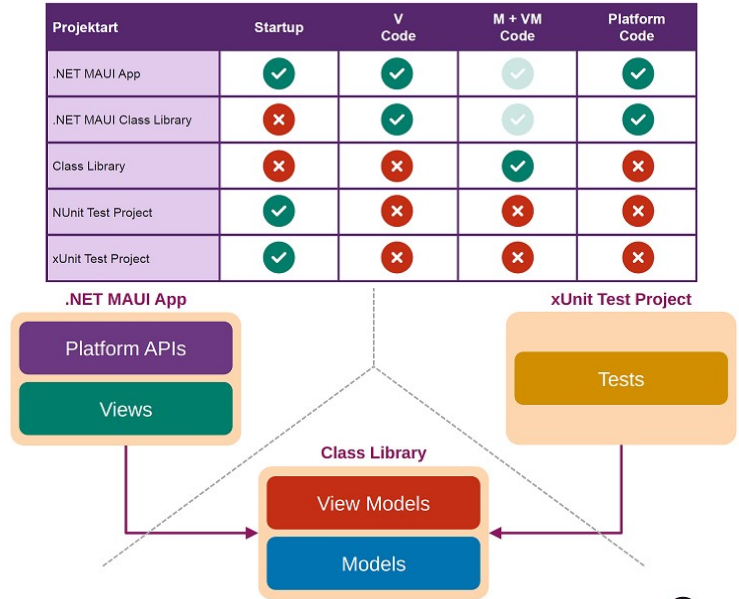 Projektart
Startup
V
Code
M + VM
Code
Platform
Code
.NET MAUI App
.NET MAUI Class Library
Class Library
NUnit Test Project
xUnit Test Project
.NET MAUI App
xUnit Test Project
Platform APIs
Views
Tests
Class Library
View Models
Models